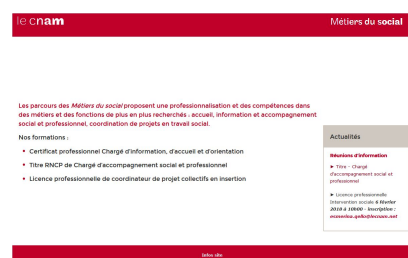 le cnam
Métiers du social
Les parcours des Métiers du social proposent une professionnalisation et des compétences dans
des métiers et des fonctions de plus en plus recherchés : accueil, information et accompagnement
social et professionnel, coordination de projets en travail social.
Nos formations :
• Certificat professionnel Chargé d'information, d'accueil et d'orientation
• Titre RNCP de Chargé d'accompagnement social et professionnel
• Licence professionnelle de coordinateur de projet collectifs en insertion
Actualités
Réunions d'information
► Titre - Chargé
d'accompagnement social et
professionnel
► Licence professionnelle
Intervention sociale 6 février
2018 à 10h00 - inscription :
Infos site